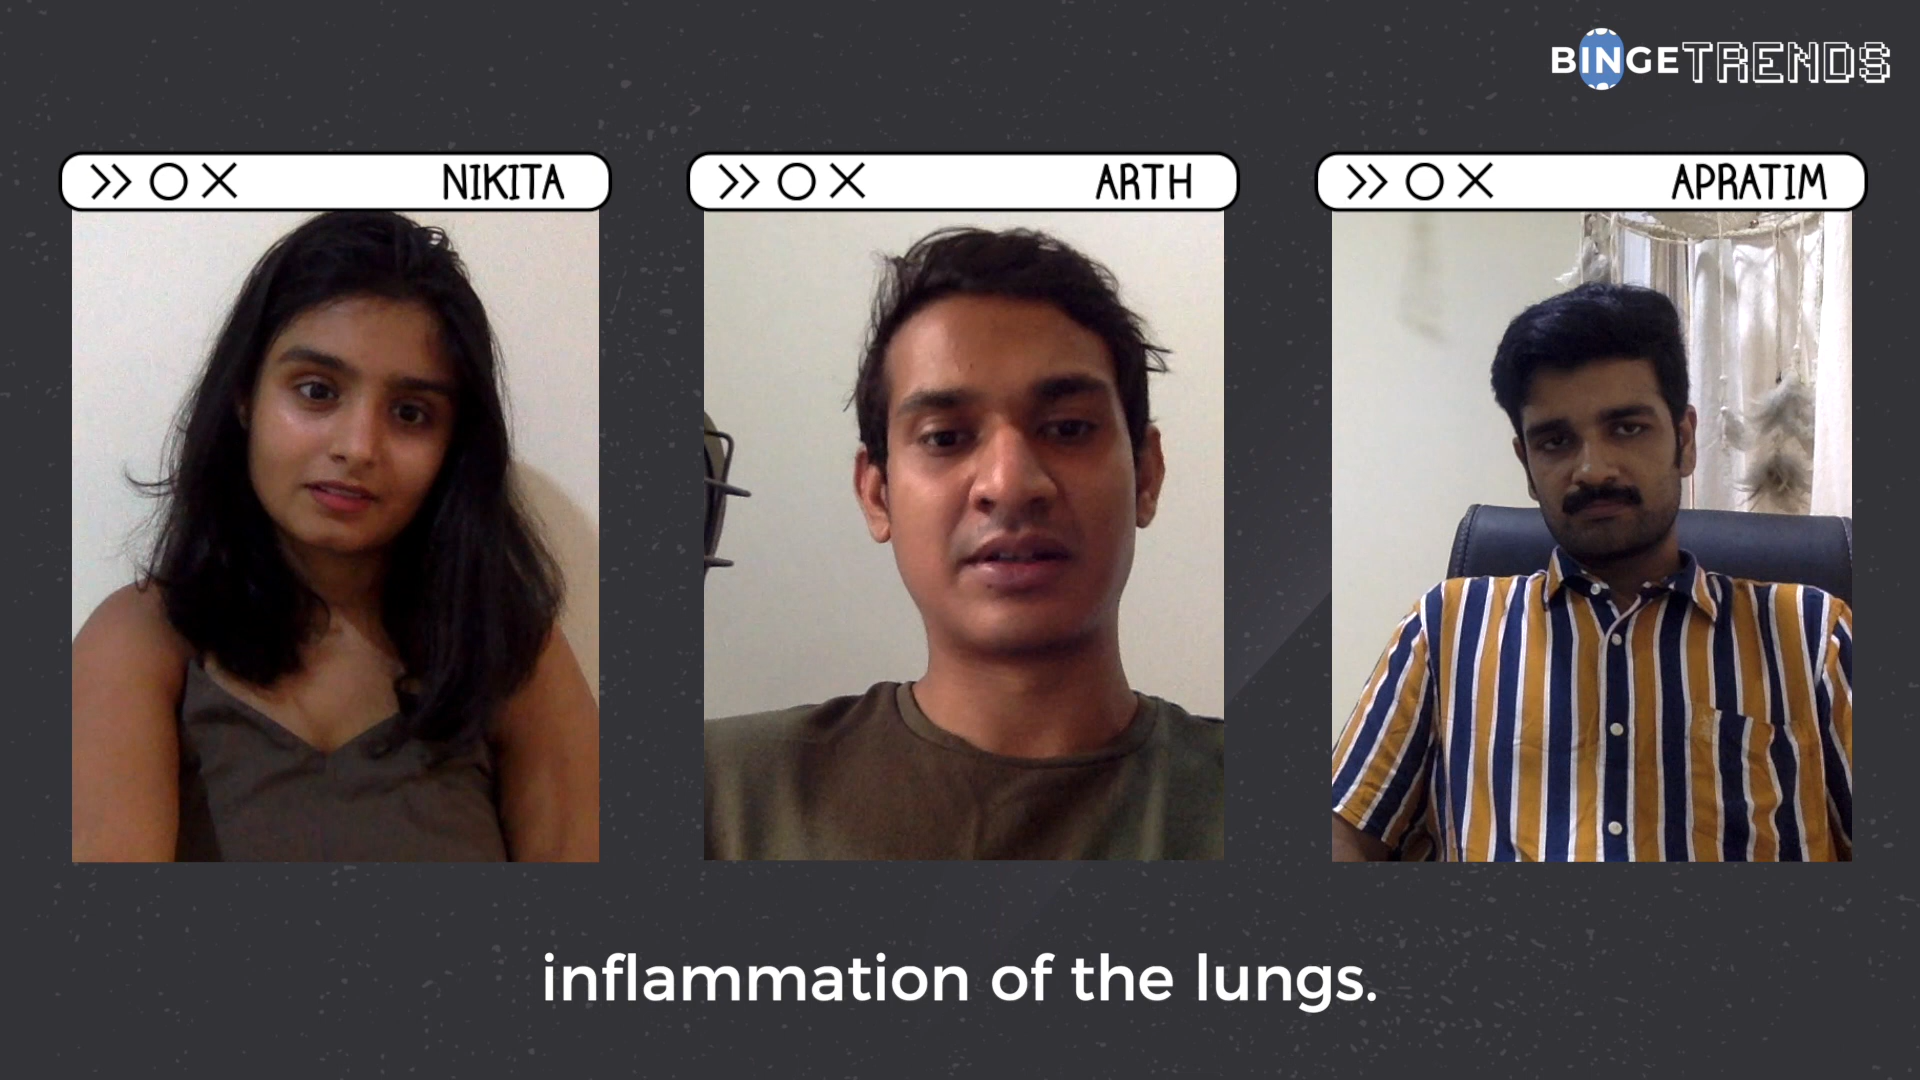 BINGETRENDS
NIKITA
ARTH
APRATIM
inflammation of the lungs.